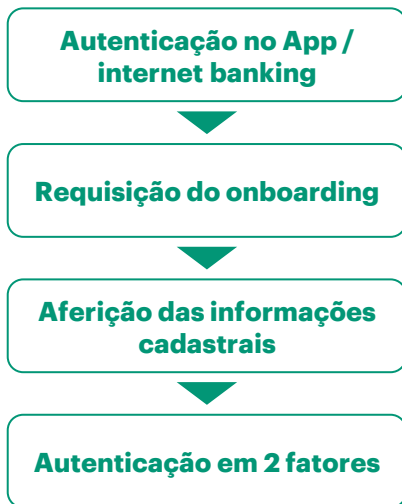 Autenticação no App /
internet banking
Requisição do onboarding
Aferição das informações
cadastrais
Autenticação em 2 fatores